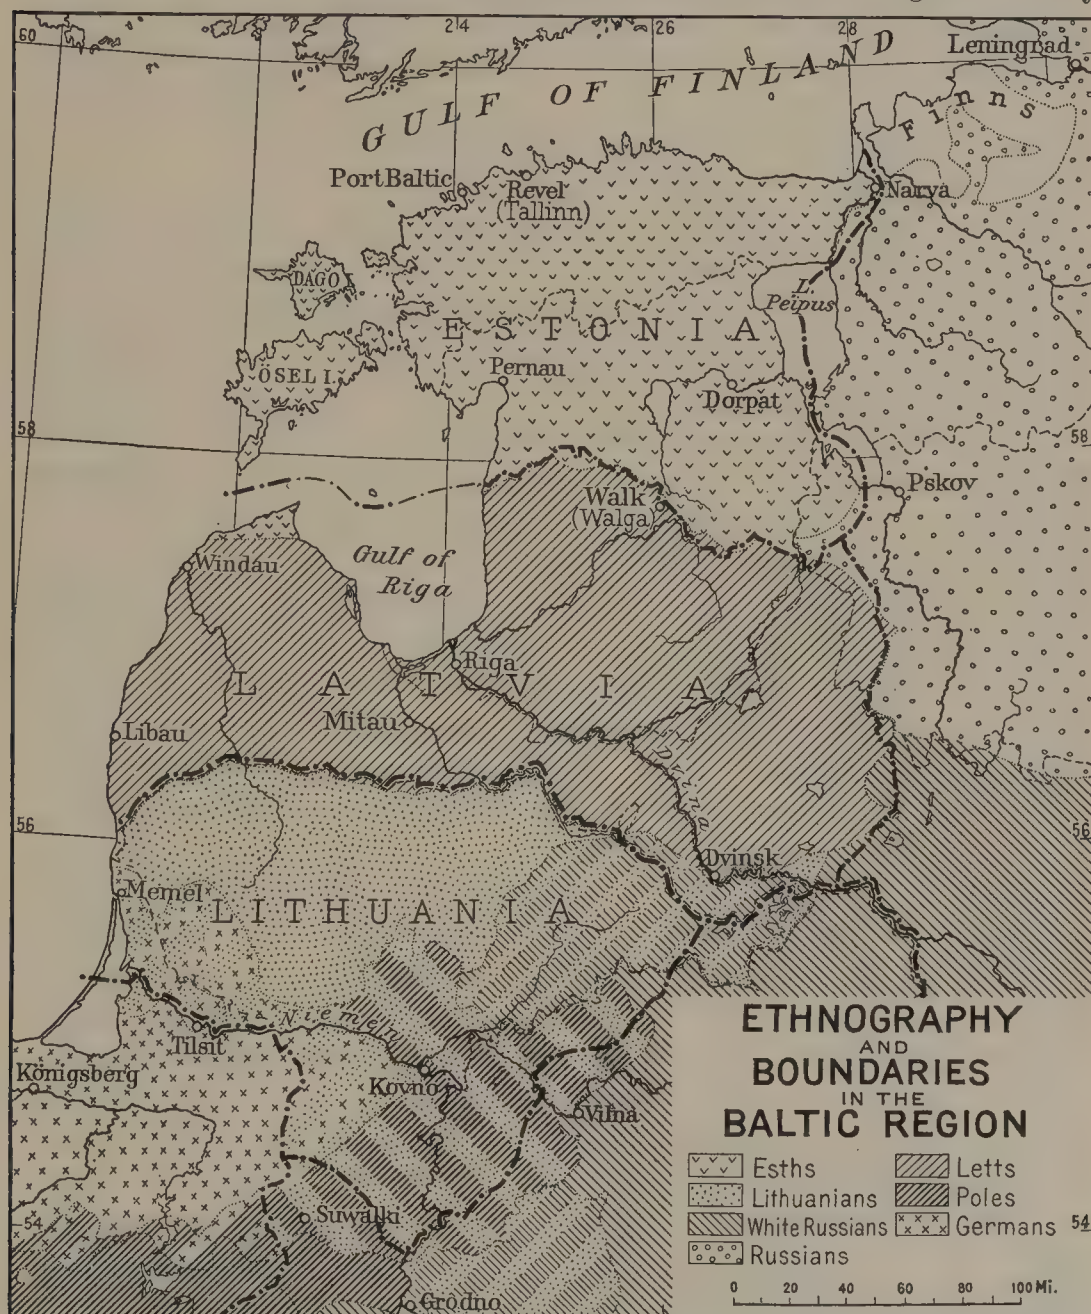 60
24
26
28
Leningrad
GULF OF FINLAND
Finns
Port Baltic
Revel
(Tallinn)
Narva
DAGO I.
L.
Peipus
ESTONIA
ÖSEL I.
Pernau
Dorpat
58
58
Pskov
Walk
(Walga)
Gulf of
Riga
Windau
Riga
LATVIA
Mitau
Libau
Dvina
56
56
Dvinsk
Memel
LITHUANIA
Niemen
Tilsit
Königsberg
Kovno
Vilna
54
Suwalki
Grodno
ETHNOGRAPHY
AND
BOUNDARIES
IN THE
BALTIC REGION
Esths Letts
Lithuanians Poles
White Russians Germans 54
Russians
0 20 40 60 80 100 Mi.